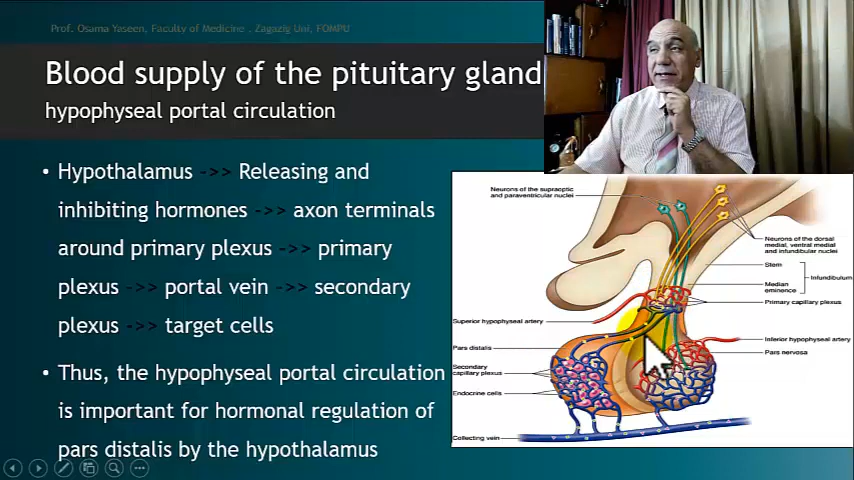 Prof. Osama Yaseen, Faculty of Medicine . Zagazig Uni, FOMPU
Blood supply of the pituitary gland
hypophyseal portal circulation
• Hypothalamus ->> Releasing and
inhibiting hormones ->> axon terminals
around primary plexus ->> primary
plexus ->> portal vein ->> secondary
plexus ->> target cells
• Thus, the hypophyseal portal circulation
is important for hormonal regulation of
pars distalis by the hypothalamus
Neurons of the supraoptic
and paraventricular nuclei
Neurons of the dorsal
medial, ventral medial
and infundibular nuclei
Stem
Infundibulum
Median
eminence
Primary capillary plexus
Superior hypophyseal artery
Inferior hypophyseal artery
Pars distalis
Pars nervosa
Secondary
capillary plexus
Endocrine cells
Collecting vein